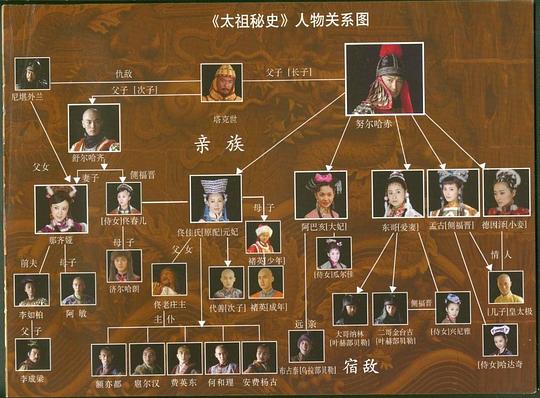 《太祖秘史》人物关系图
尼堪外兰
仇敌
父子［次子］
塔克世
父子［长子］
努尔哈赤
舒尔哈齐
亲族
父女
妻子
侧福晋
那齐娅
[侍女]佟春儿
佟佳氏[原配]元妃
母子
阿巴亥[大妃]
东哥[爱妻]
孟古[侧福晋]
德因泽[小妾]
褚英[少年]
前夫
母子
母子
父女
[侍女]瓜尔佳
情人
李如柏
阿敏
济尔哈朗
佟老庄主
代善[次子]
褚英[成年]
大哥纳林
[叶赫部贝勒]
二哥金台吉
[叶赫部贝勒]
侧福晋
[侍女]兴尼雅
[儿子]皇太极
父子
主仆
远亲
李成梁
额亦都
扈尔汉
费英东
何和理
安费扬古
布占泰[乌拉部贝勒]
宿敌
[侍女]哈达奇